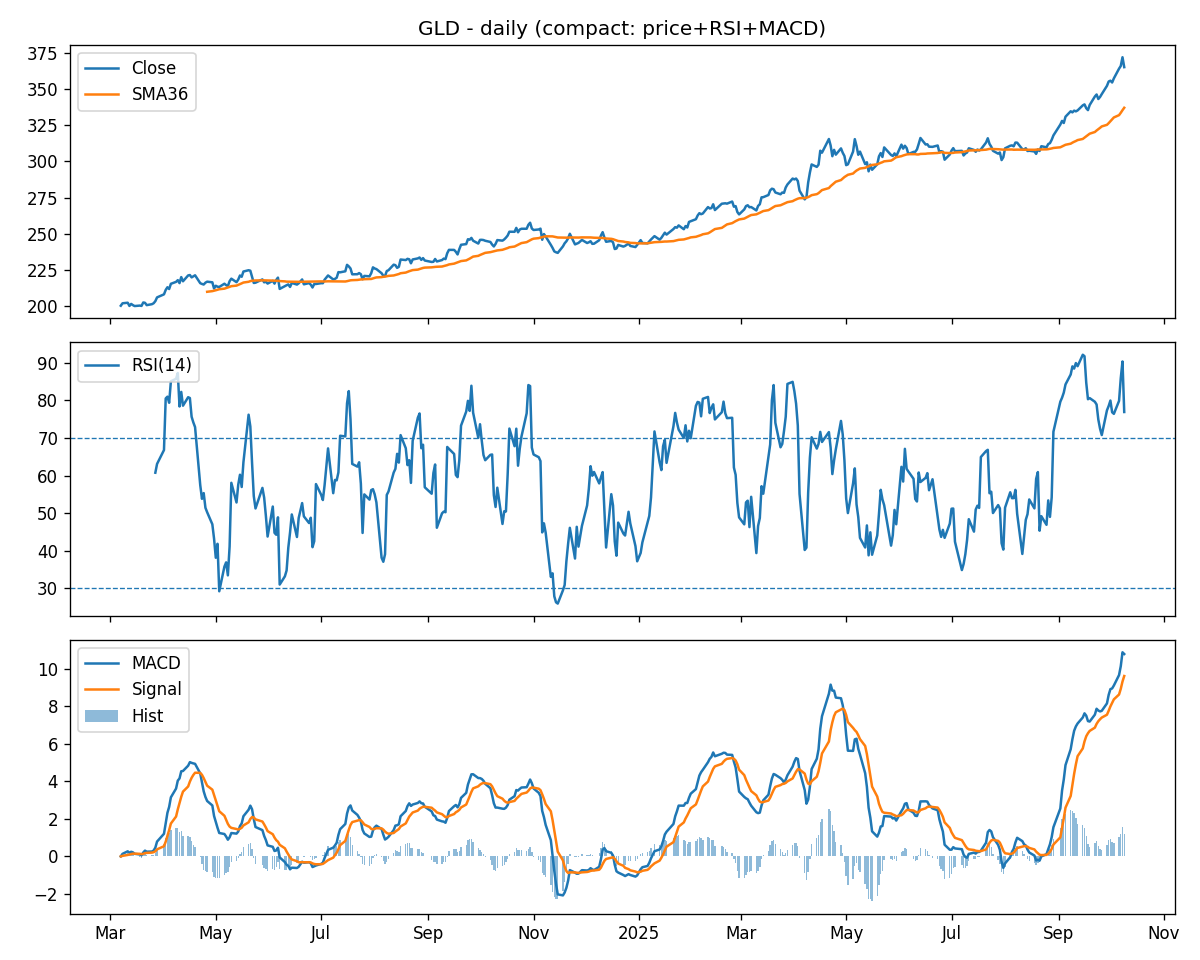 GLD - daily (compact: price+RSI+MACD)
375
350
325
300
275
250
225
200
Close
SMA36
90
80
70
60
50
40
30
RSI(14)
10
8
6
4
2
0
−2
MACD
Signal
Hist
Mar May Jul Sep Nov 2025 Mar May Jul Sep Nov